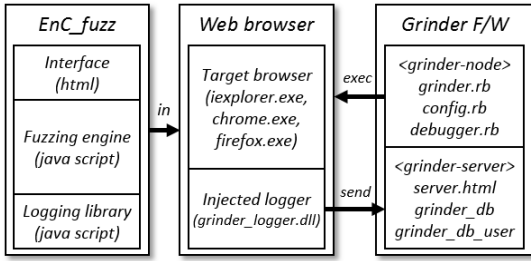 EnC_fuzz
Interface
(html)
Fuzzing engine
(java script)
Logging library
(java script)
in
Web browser
Target browser
(iexplorer.exe,
chrome.exe,
firefox.exe)
Injected logger
(grinder_logger.dll)
exec
send
Grinder F/W
<grinder-node>
grinder.rb
config.rb
debugger.rb
<grinder-server>
server.html
grinder_db
grinder_db_user